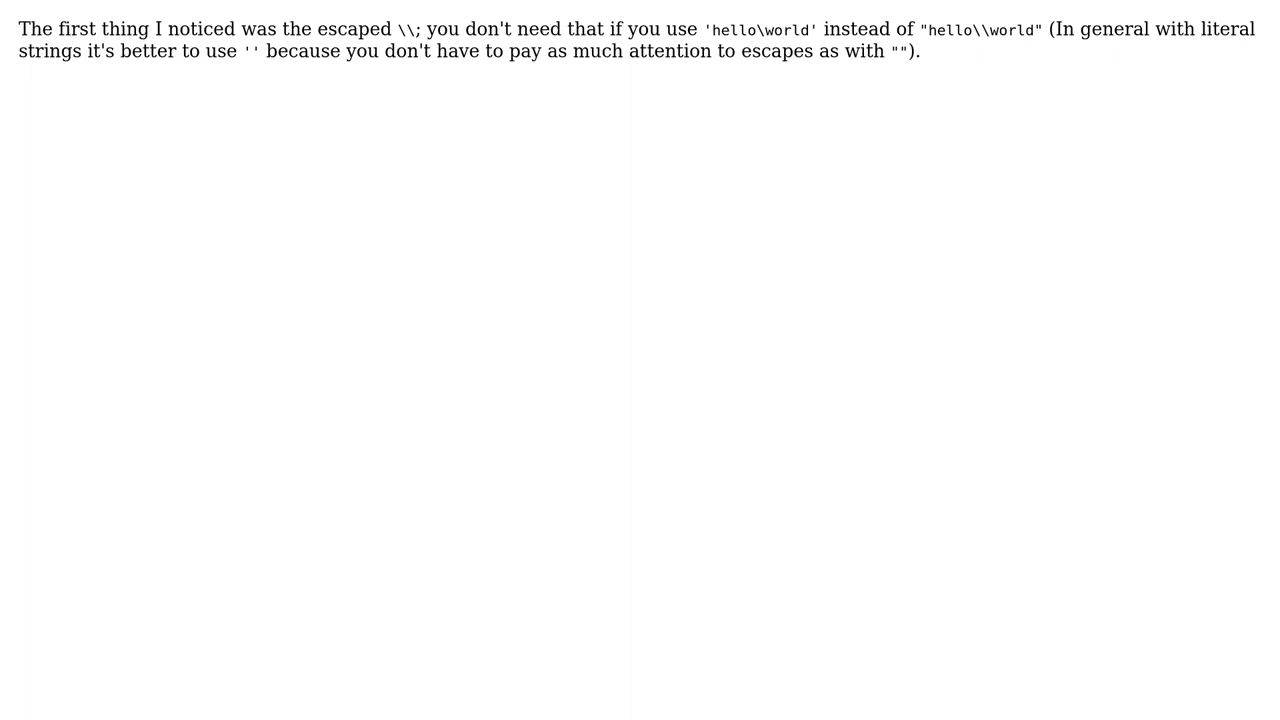 The first thing I noticed was the escaped \\; you don't need that if you use 'hello\world' instead of "hello\\world" (In general with literal
strings it's better to use '' because you don't have to pay as much attention to escapes as with "").